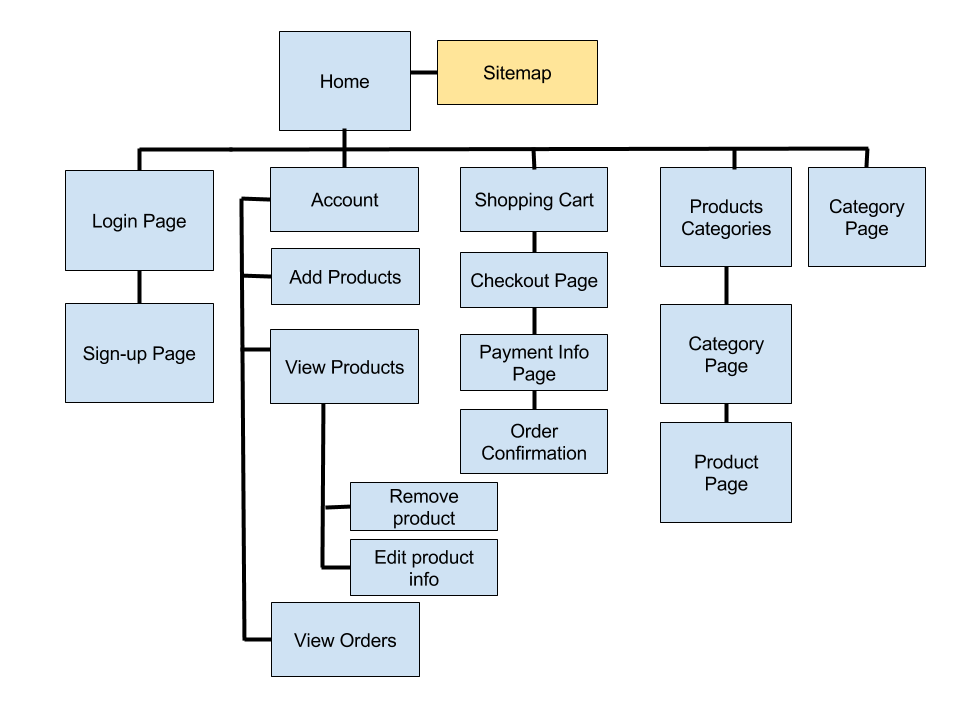 Home
Sitemap
Login Page
Account
Shopping Cart
Products
Categories
Category
Page
Add Products
Checkout Page
Sign-up Page
View Products
Payment Info
Page
Category
Page
Order
Confirmation
Product
Page
Remove
product
Edit product
info
View Orders